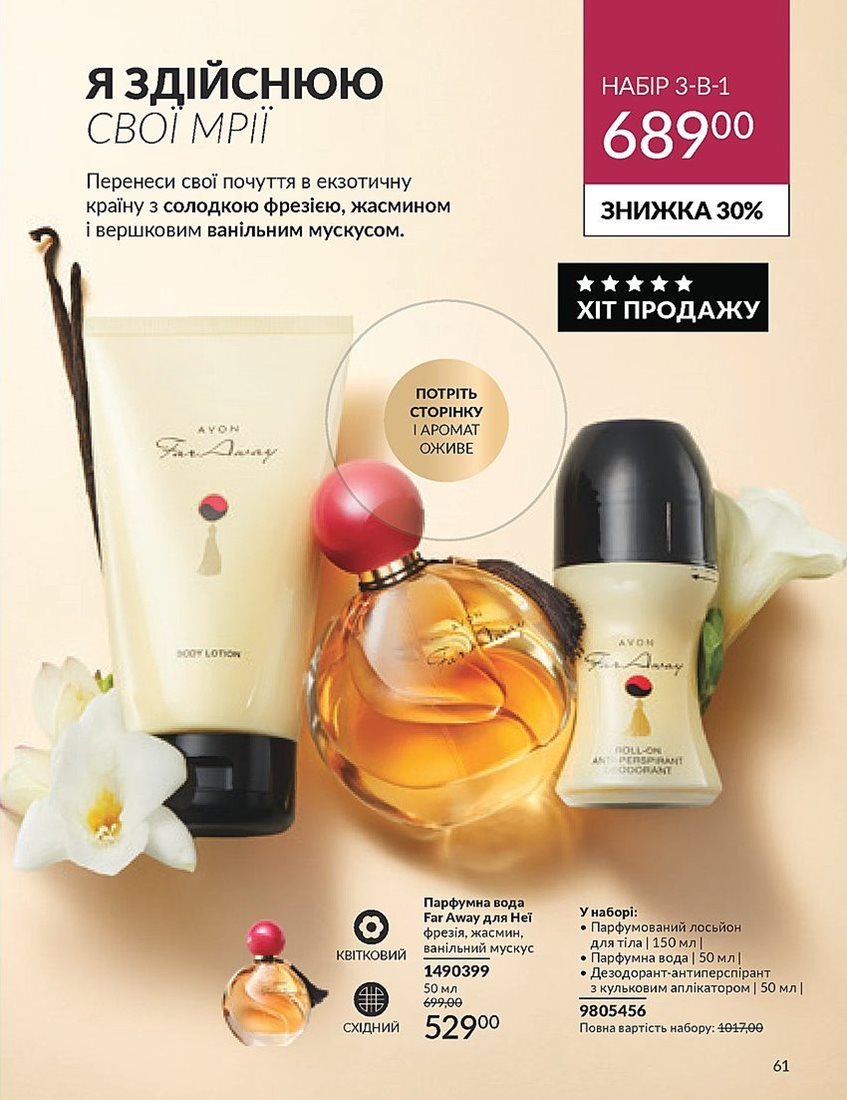 Я ЗДІЙСНЮЮ
СВОЇ МРІЇ
Перенеси свої почуття в екзотичну
країну з солодкою фрезією, жасмином
і вершковим ванільним мускусом.
НАБІР 3-В-1
689⁰⁰
ЗНИЖКА 30%
ХІТ ПРОДАЖУ
ПОТРІТЬ
СТОРІНКУ
І АРОМАТ
ОЖИВЕ
AVON
Far Away
BODY LOTION
AVON
Far Away
AVON
Far Away
ROLL-ON
ANTI-PERSPIRANT
DEODORANT
КВІТКОВИЙ
СХІДНИЙ
Парфумна вода
Far Away для Неї
фрезія, жасмин,
ванільний мускус
1490399
50 мл
699,00
529⁰⁰
У наборі:
• Парфумований лосьйон
для тіла | 150 мл |
• Парфумна вода | 50 мл |
• Дезодорант-антиперспірант
з кульковим аплікатором | 50 мл |
9805456
Повна вартість набору: 1017,00
61